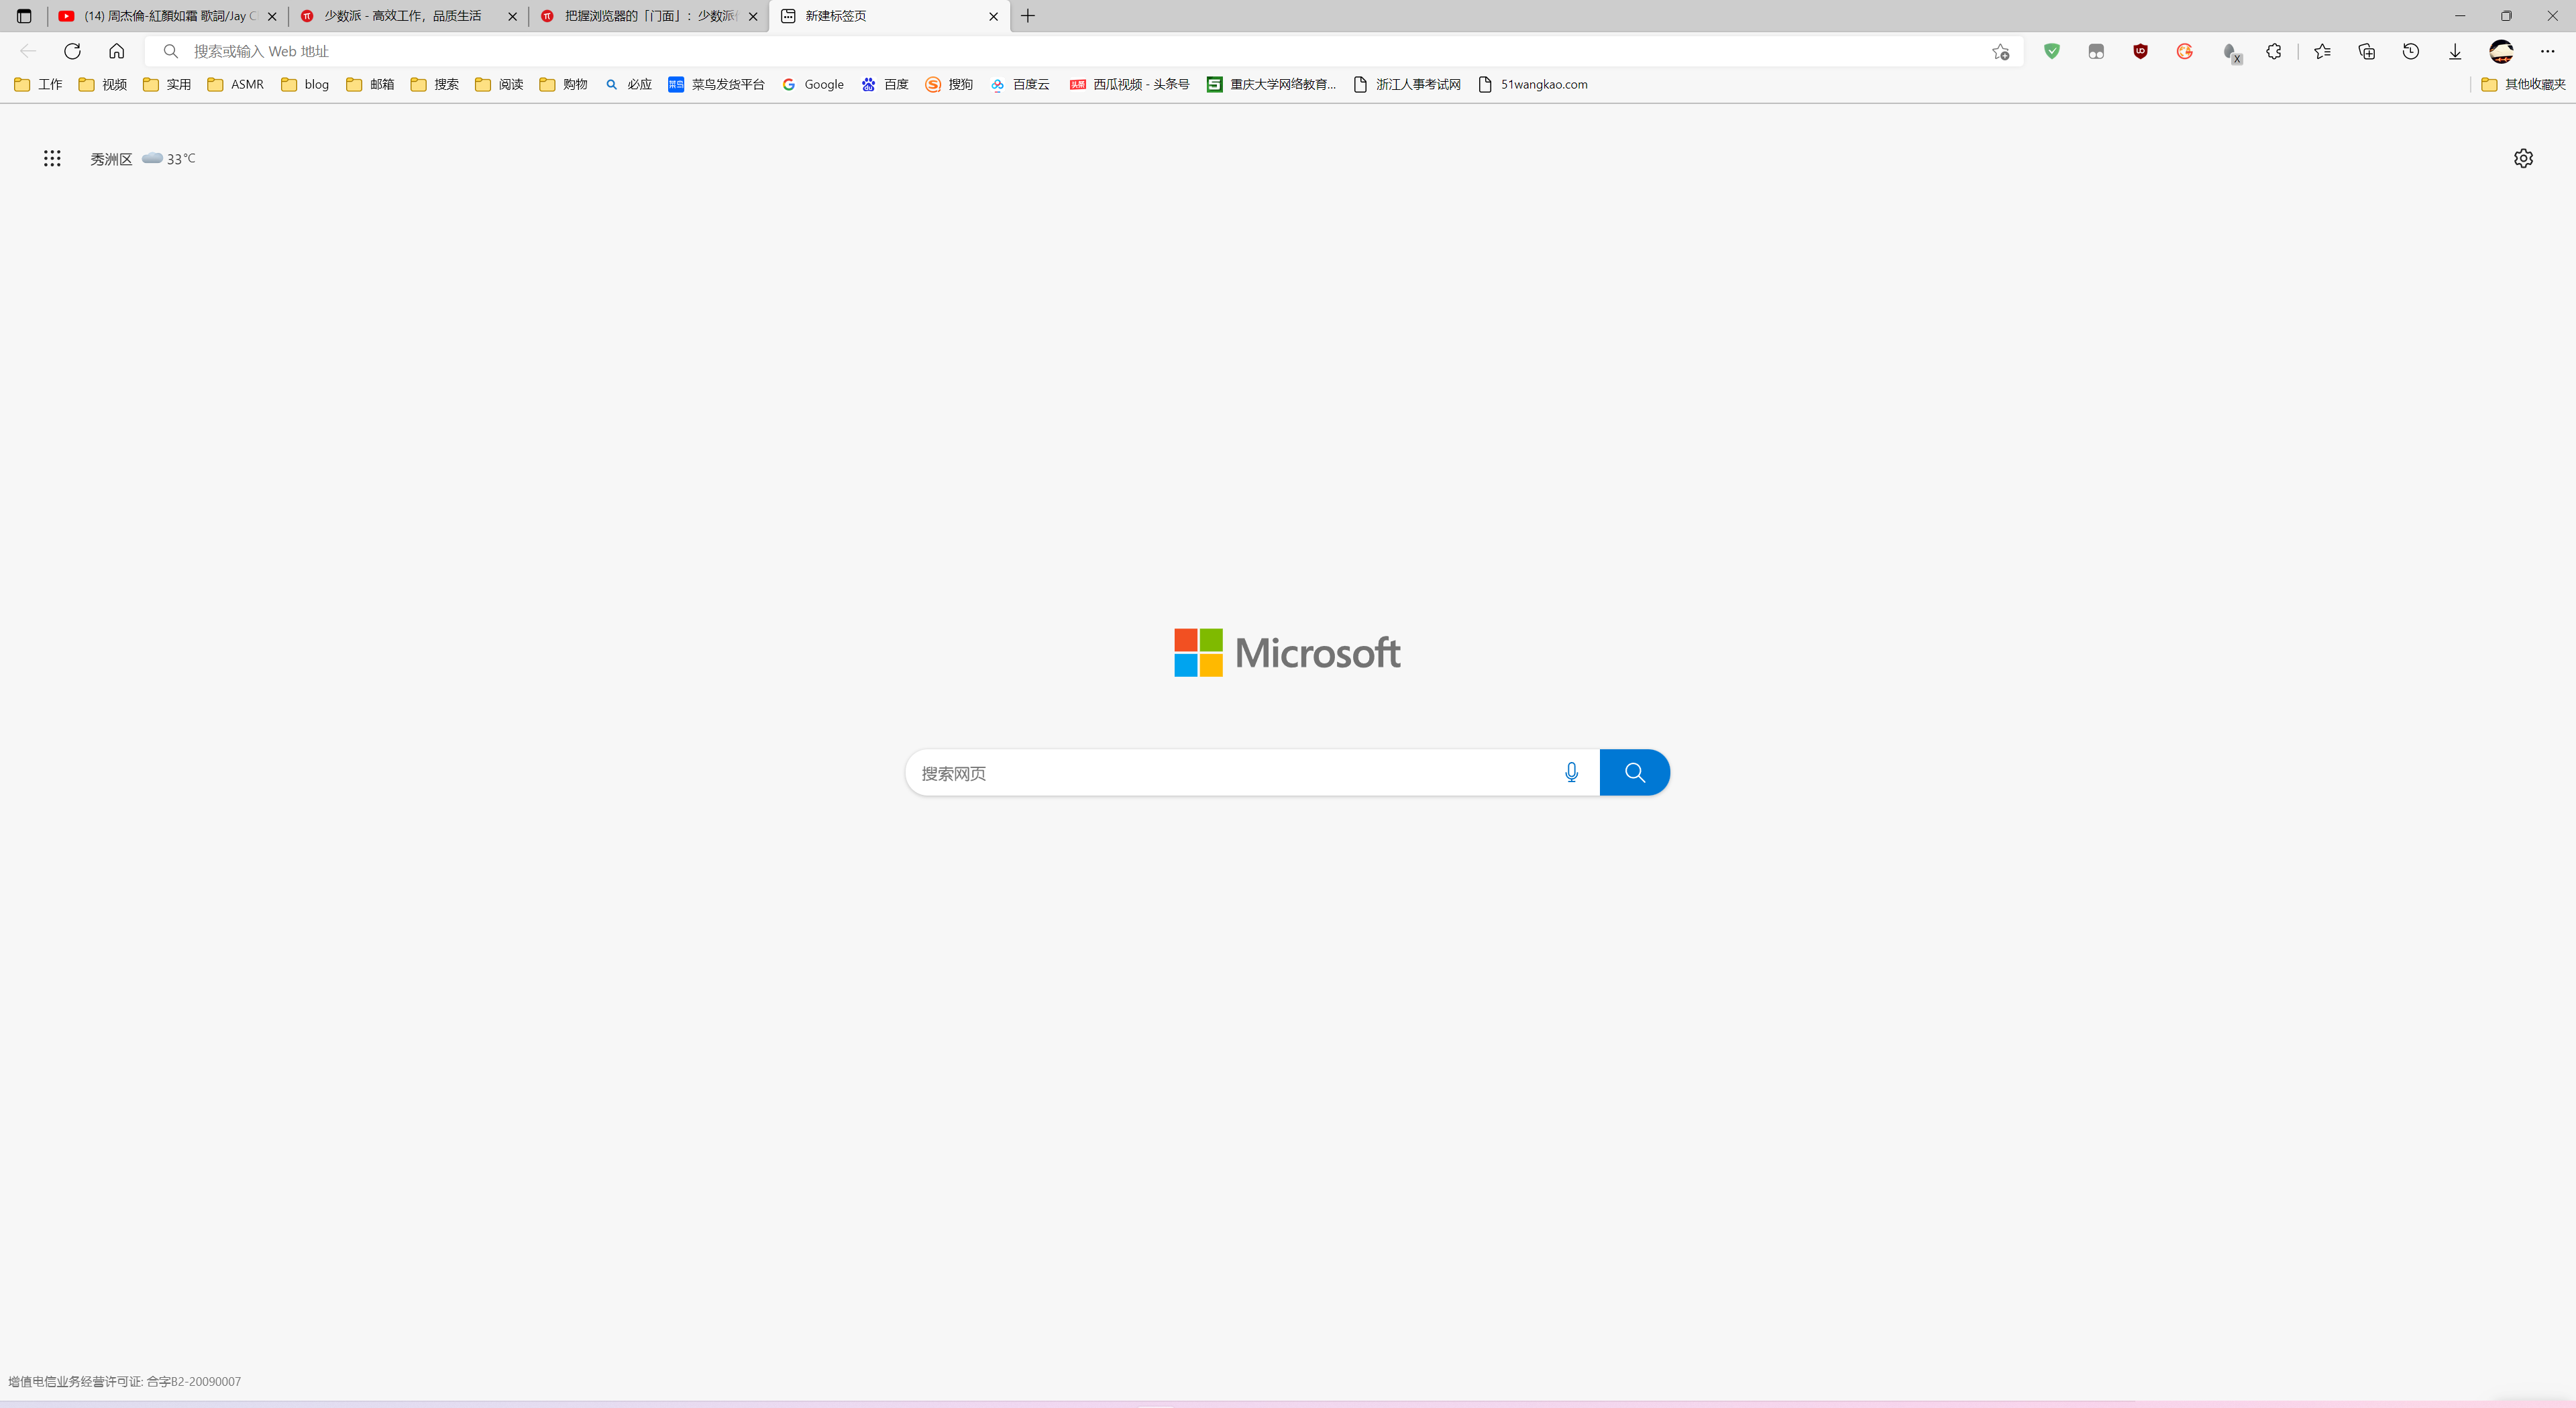 (14) 周杰倫-紅顏如霜 歌詞/Jay C
少数派 - 高效工作，品质生活
把握浏览器的「门面」：少数派
新建标签页
搜索或输入 Web 地址
工作 视频 实用 ASMR blog 邮箱 搜索 阅读 购物 必应 菜鸟 菜鸟发货平台 Google 百度 搜狗 百度云 头条 西瓜视频 - 头条号 重庆大学网络教育... 浙江人事考试网 51wangkao.com 其他收藏夹
秀洲区 33℃
Microsoft
搜索网页
增值电信业务经营许可证: 合字B2-20090007